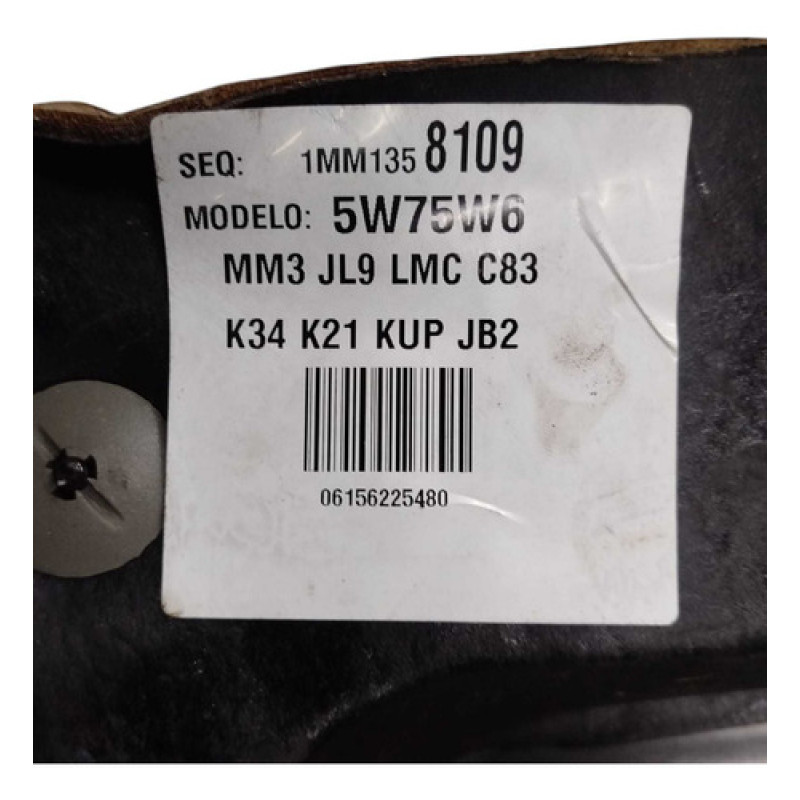 SEQ: 1MM135 8109
MODELO: 5W75W6
MM3 JL9 LMC C83
K34 K21 KUP JB2
06156225480